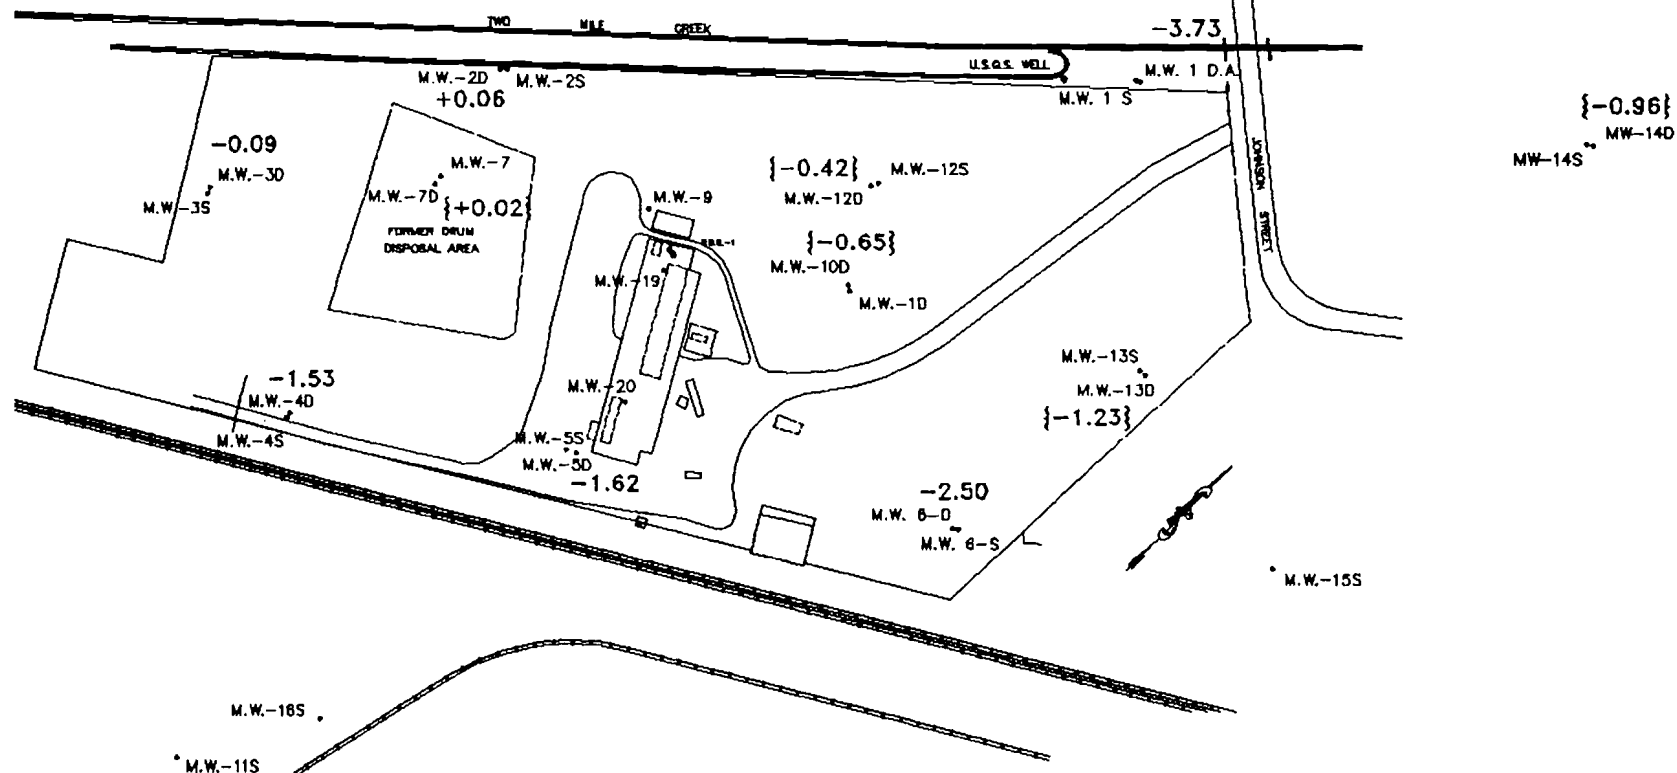 TWO MILE CREEK
-3.73
U.S.G.S. WELL
M.W. 1 D.A.
M.W. 1 S
M.W.-2D
M.W.-2S
+0.06
{-0.96}
MW-14D
MW-14S
-0.09
M.W.-3D
M.W.-3S
M.W.-7
M.W.-7D
{+0.02}
FORMER DRUM
DISPOSAL AREA
M.W.-9
{-0.42}
M.W.-12S
M.W.-12D
JOHNSON STREET
{-0.65}
M.W.-10D
M.W.-1D
M.W.-19
M.W.-13S
M.W.-13D
{-1.23}
-1.53
M.W.-4D
M.W.-4S
M.W.-20
M.W.-5S
M.W.-5D
-1.62
-2.50
M.W. 6-D
M.W. 6-S
M.W.-15S
M.W.-16S
M.W.-11S